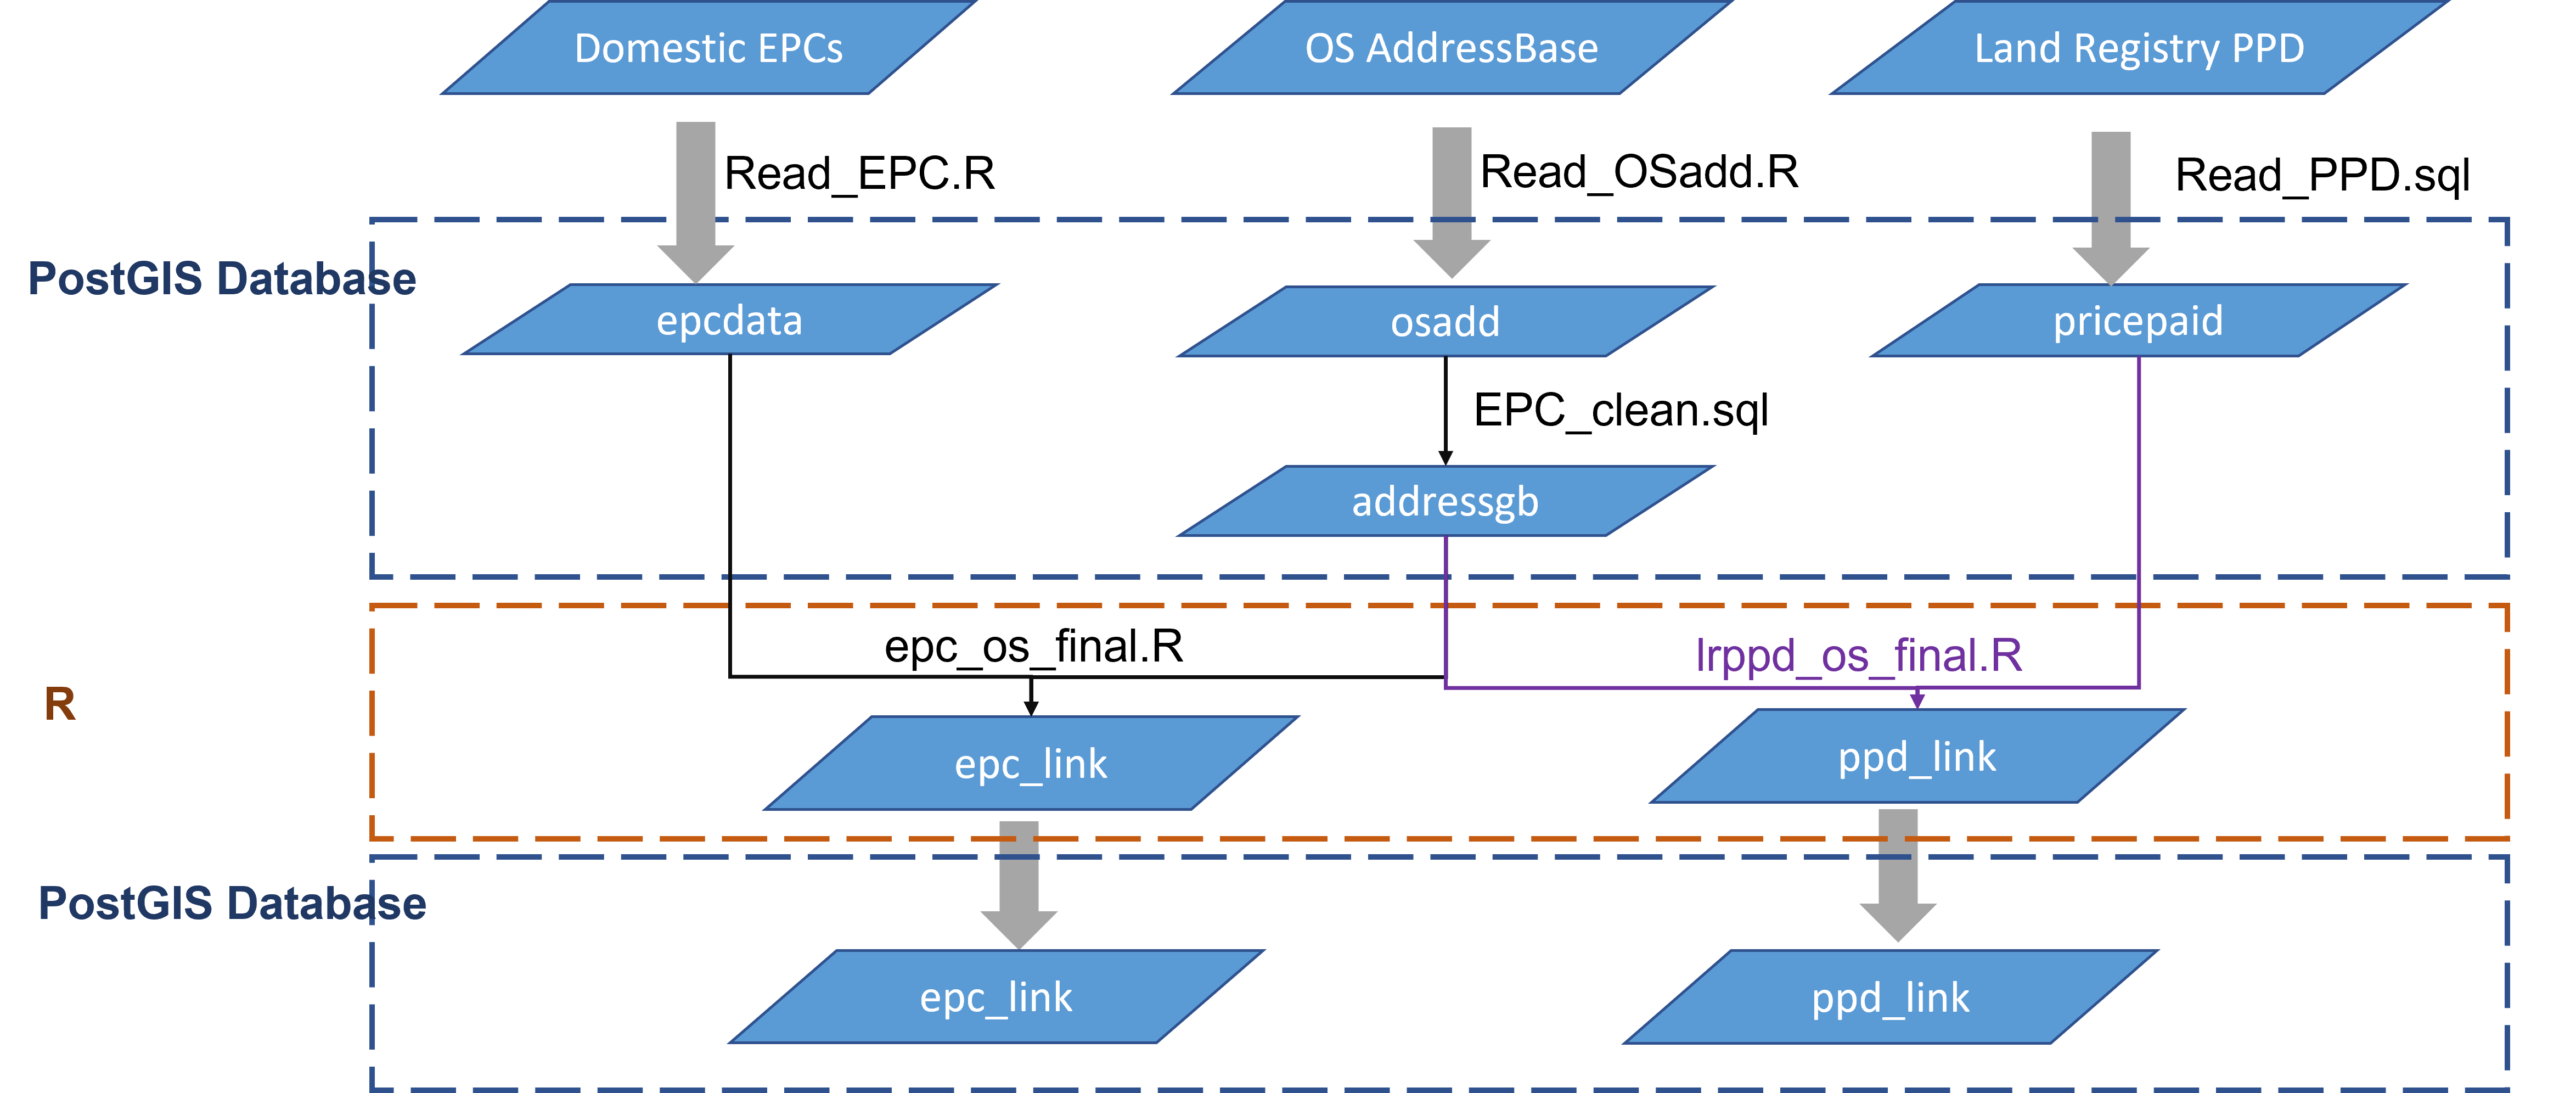 Domestic EPCs
OS AddressBase
Land Registry PPD
Read_EPC.R
Read_OSadd.R
Read_PPD.sql
PostGIS Database
epcdata
osadd
pricepaid
EPC_clean.sql
addressgb
epc_os_final.R
lrppd_os_final.R
R
epc_link
ppd_link
PostGIS Database
epc_link
ppd_link